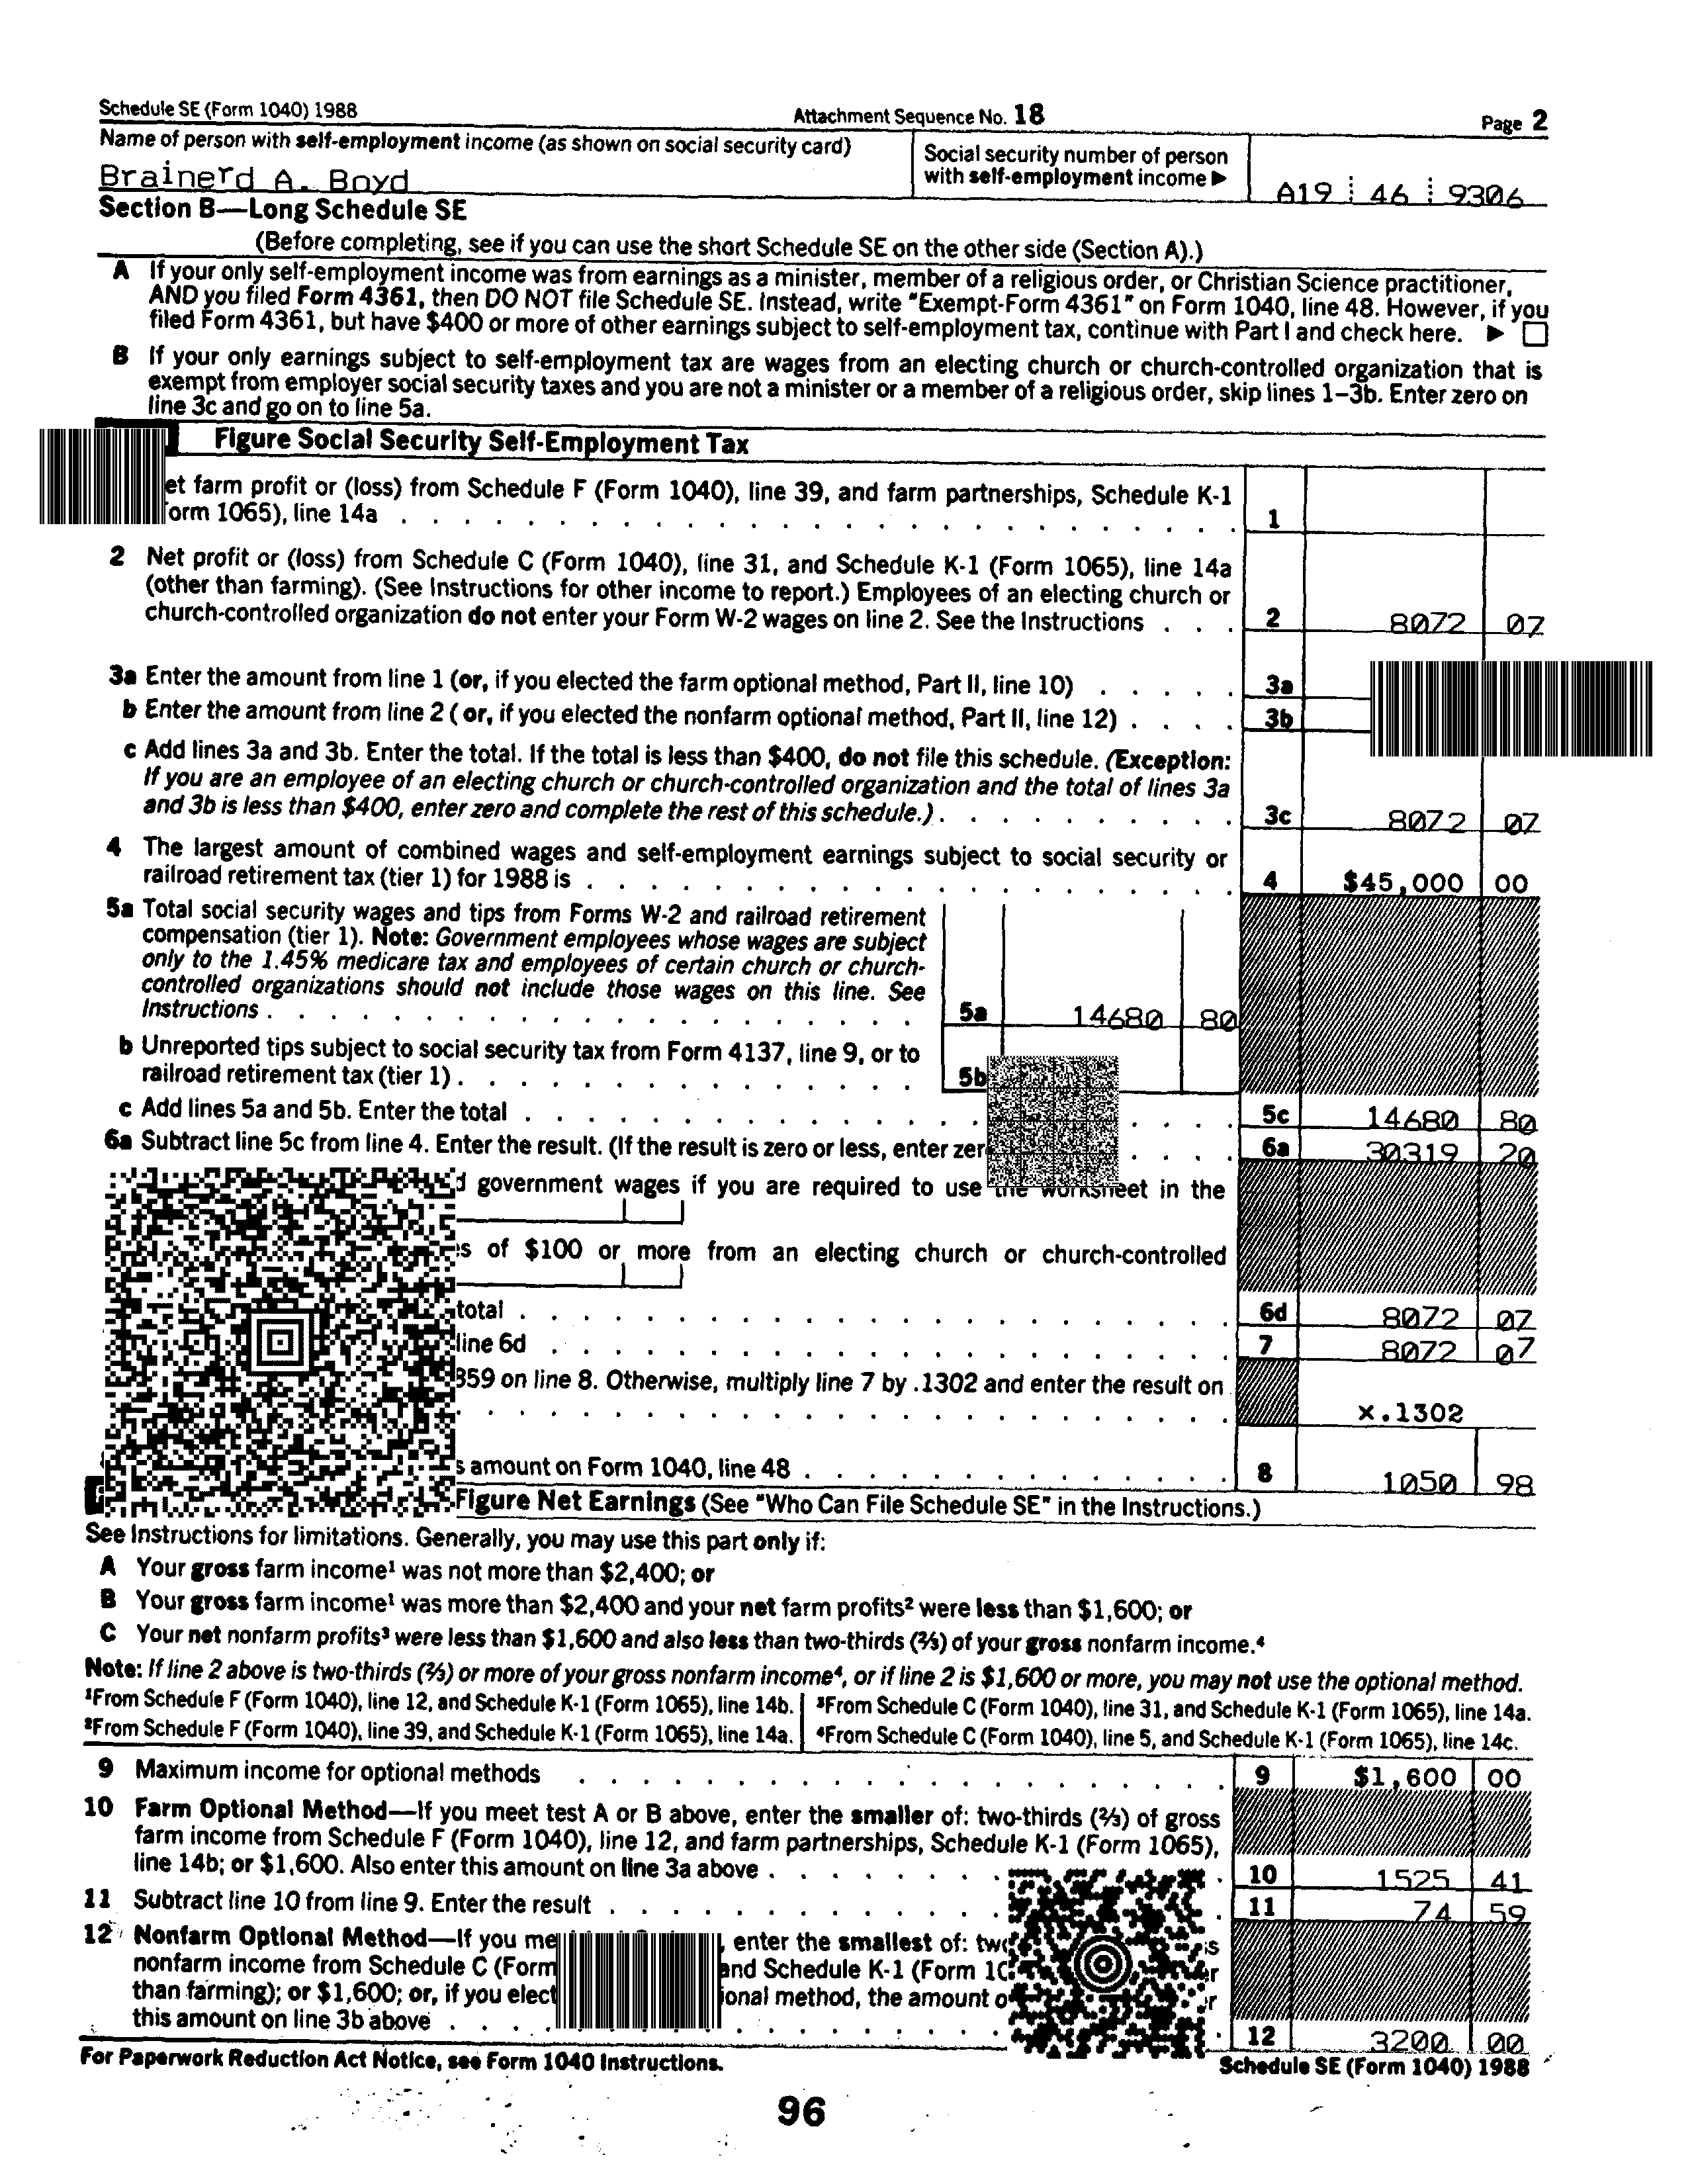 Schedule SE (Form 1040) 1988 Attachment Sequence No. 18 Page 2
Name of person with self-employment income (as shown on social security card)
Brainerd A. Boyd
Social security number of person
with self-employment income ▶ A19 46 9306
Section B—Long Schedule SE
(Before completing, see if you can use the short Schedule SE on the other side (Section A).)
A If your only self-employment income was from earnings as a minister, member of a religious order, or Christian Science practitioner,
AND you filed Form 4361, then DO NOT file Schedule SE. Instead, write "Exempt-Form 4361" on Form 1040, line 48. However, if you
filed Form 4361, but have $400 or more of other earnings subject to self-employment tax, continue with Part I and check here. ▶ ☐
B If your only earnings subject to self-employment tax are wages from an electing church or church-controlled organization that is
exempt from employer social security taxes and you are not a minister or a member of a religious order, skip lines 1–3b. Enter zero on
line 3c and go on to line 5a.
Figure Social Security Self-Employment Tax
farm profit or (loss) from Schedule F (Form 1040), line 39, and farm partnerships, Schedule K-1
1065), line 14a 1
2 Net profit or (loss) from Schedule C (Form 1040), line 31, and Schedule K-1 (Form 1065), line 14a
(other than farming). (See Instructions for other income to report.) Employees of an electing church or
church-controlled organization do not enter your Form W-2 wages on line 2. See the Instructions . . . 2 8072 07
3a Enter the amount from line 1 (or, if you elected the farm optional method, Part II, line 10) . . . . . 3a
b Enter the amount from line 2 ( or, if you elected the nonfarm optional method, Part II, line 12) . . . . 3b
c Add lines 3a and 3b. Enter the total. If the total is less than $400, do not file this schedule. (Exception:
If you are an employee of an electing church or church-controlled organization and the total of lines 3a
and 3b is less than $400, enter zero and complete the rest of this schedule.) . . . 3c 8072 07
4 The largest amount of combined wages and self-employment earnings subject to social security or
railroad retirement tax (tier 1) for 1988 is . . . 4 $45,000 00
5a Total social security wages and tips from Forms W-2 and railroad retirement
compensation (tier 1). Note: Government employees whose wages are subject
only to the 1.45% medicare tax and employees of certain church or church-
controlled organizations should not include those wages on this line. See
Instructions . . . 5a 14680 80
b Unreported tips subject to social security tax from Form 4137, line 9, or to
railroad retirement tax (tier 1) . . . 5b
c Add lines 5a and 5b. Enter the total . . . 5c 14680 80
6a Subtract line 5c from line 4. Enter the result. (If the result is zero or less, enter . . . 6a 30319 20
government wages if you are required to use the worksheet in the
of $100 or more from an electing church or church-controlled
total . . . 6d 8072 07
line 6d . . . 7 8072 07
on line 8. Otherwise, multiply line 7 by .1302 and enter the result on
. . . x.1302
amount on Form 1040, line 48 . . . 8 1050 98
Figure Net Earnings (See "Who Can File Schedule SE" in the Instructions.)
See Instructions for limitations. Generally, you may use this part only if:
A Your gross farm income¹ was not more than $2,400; or
B Your gross farm income¹ was more than $2,400 and your net farm profits² were less than $1,600; or
C Your net nonfarm profits³ were less than $1,600 and also less than two-thirds (⅔) of your gross nonfarm income.⁴
Note: If line 2 above is two-thirds (⅔) or more of your gross nonfarm income⁴, or if line 2 is $1,600 or more, you may not use the optional method.
¹From Schedule F (Form 1040), line 12, and Schedule K-1 (Form 1065), line 14b. ³From Schedule C (Form 1040), line 31, and Schedule K-1 (Form 1065), line 14a.
²From Schedule F (Form 1040), line 39, and Schedule K-1 (Form 1065), line 14a. ⁴From Schedule C (Form 1040), line 5, and Schedule K-1 (Form 1065), line 14c.
9 Maximum income for optional methods . . . 9 $1,600 00
10 Farm Optional Method—If you meet test A or B above, enter the smaller of: two-thirds (⅔) of gross
farm income from Schedule F (Form 1040), line 12, and farm partnerships, Schedule K-1 (Form 1065),
line 14b; or $1,600. Also enter this amount on line 3a above . . . 10 1525 41
11 Subtract line 10 from line 9. Enter the result . . . 11 74 59
12 Nonfarm Optional Method—If you enter the smallest of:
nonfarm income from Schedule C (Form and Schedule K-1 (Form
than farming); or $1,600; or, if you method, the amount
this amount on line 3b above . . . 12 3200 00
For Paperwork Reduction Act Notice, see Form 1040 Instructions. Schedule SE (Form 1040) 1988
96